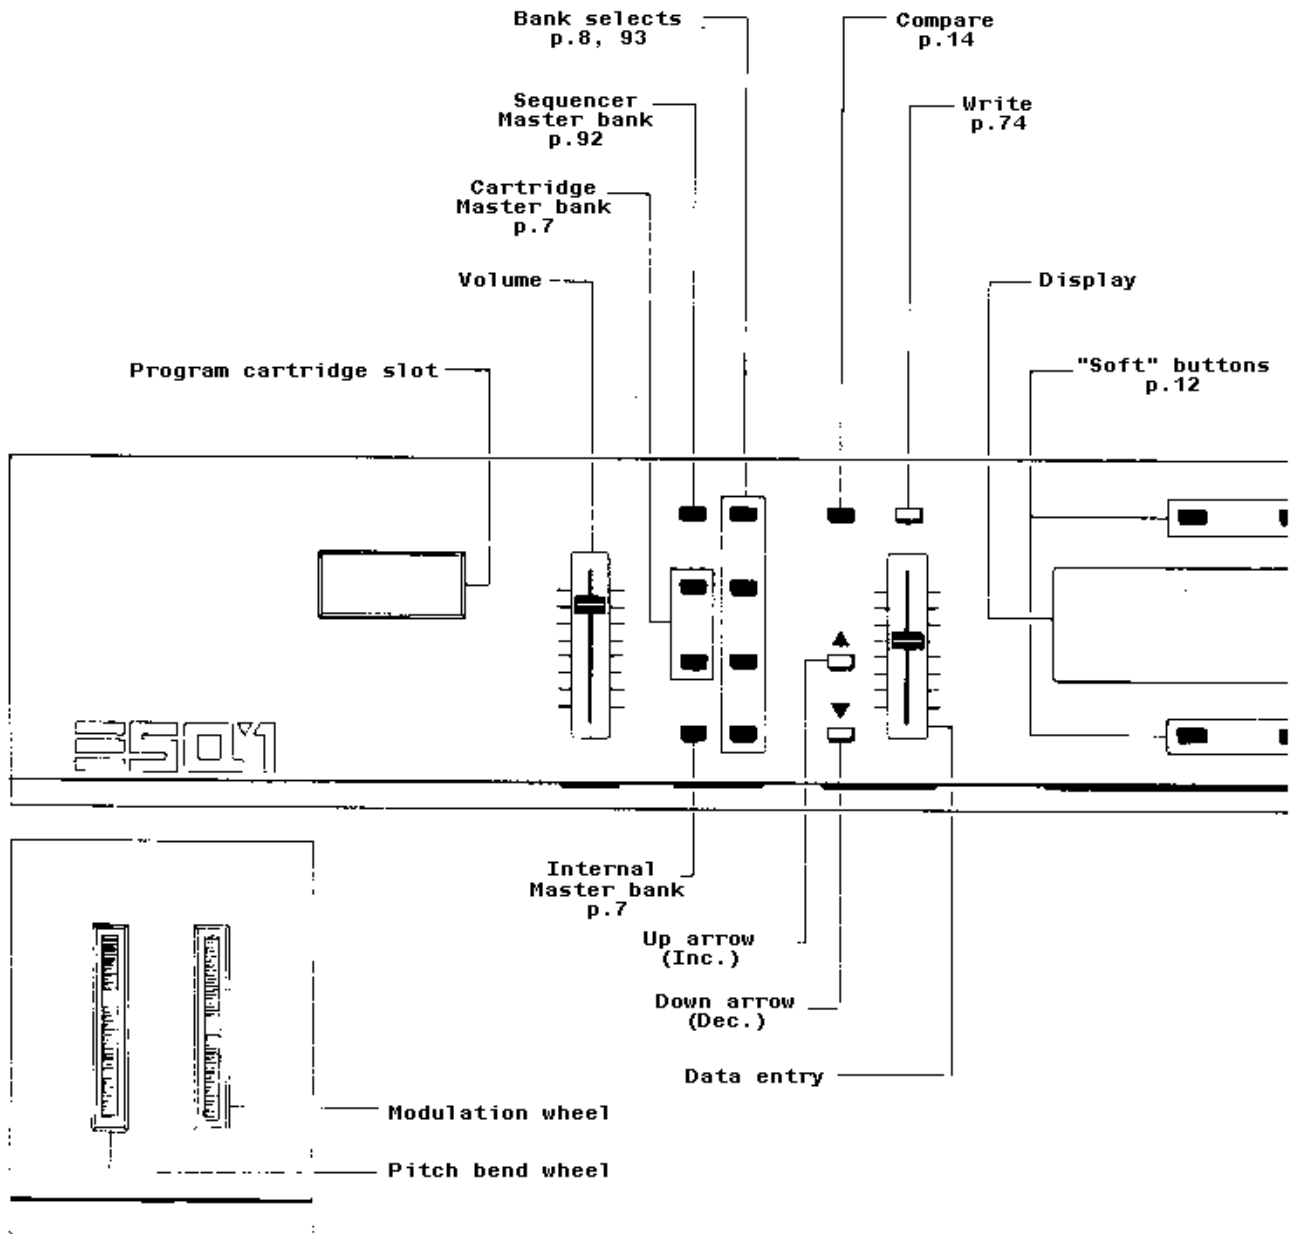 Bank selects
p.8, 93
Compare
p.14
Sequencer
Master bank
p.92
Write
p.74
Cartridge
Master bank
p.7
Volume
Display
Program cartridge slot
"Soft" buttons
p.12
ESQ1
Internal
Master bank
p.7
Up arrow
(Inc.)
Down arrow
(Dec.)
Data entry
Modulation wheel
Pitch bend wheel